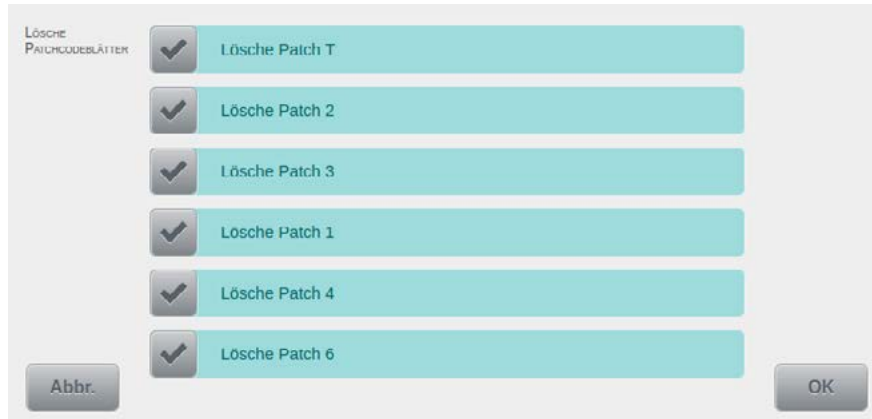 Lösche
Patchcodeblätter
Lösche Patch T
Lösche Patch 2
Lösche Patch 3
Lösche Patch 1
Lösche Patch 4
Lösche Patch 6
Abbr.
OK